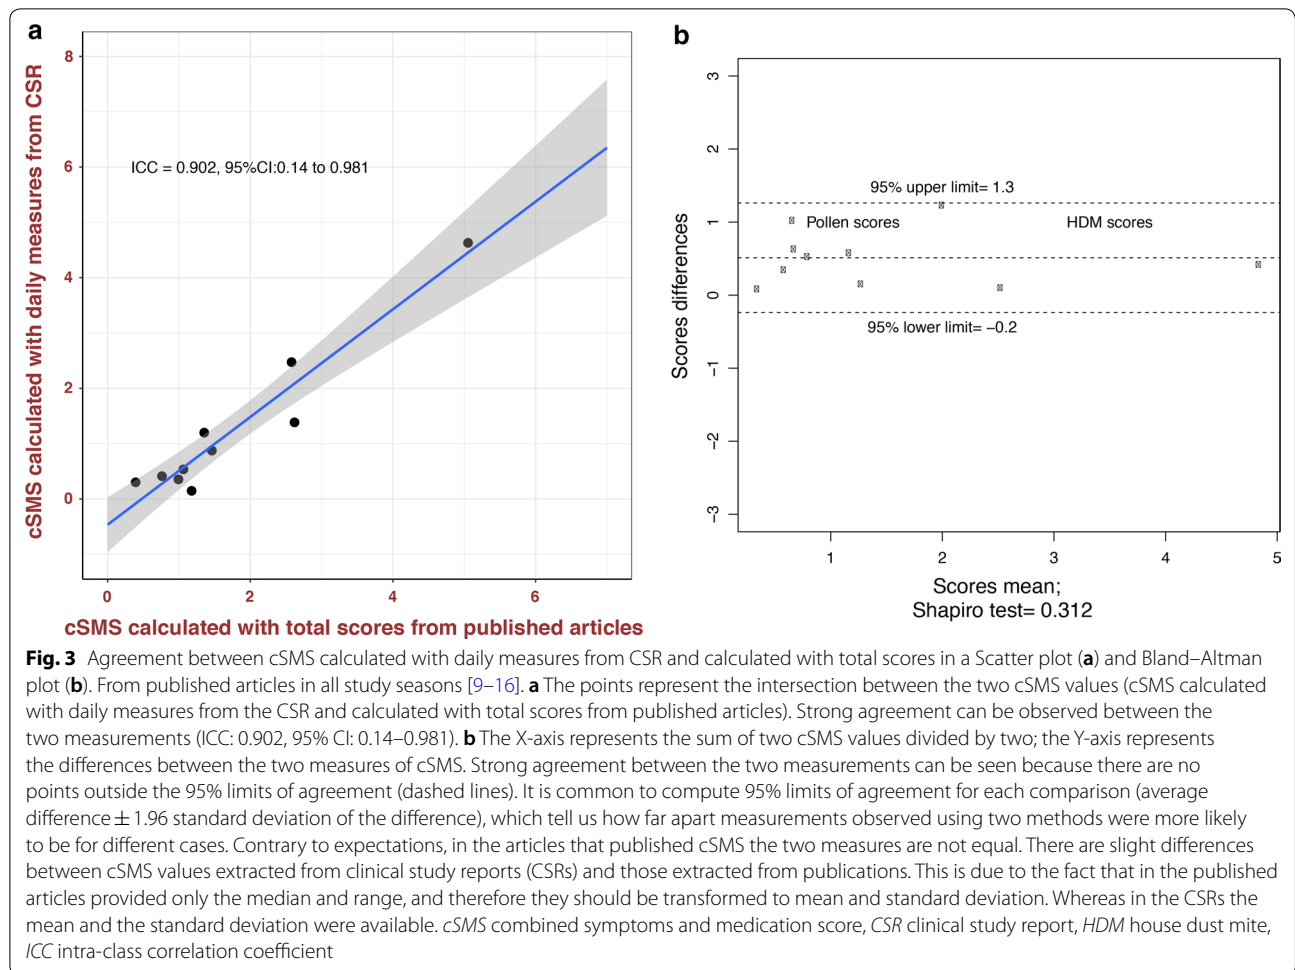 a
cSMS calculated with daily measures from CSR
8
6
4
2
0
ICC = 0.902, 95%CI:0.14 to 0.981
0 2 4 6
cSMS calculated with total scores from published articles
b
Scores differences
3
2
1
0
−1
−2
−3
95% upper limit= 1.3
Pollen scores HDM scores
95% lower limit= −0.2
1 2 3 4 5
Scores mean;
Shapiro test= 0.312
Fig. 3 Agreement between cSMS calculated with daily measures from CSR and calculated with total scores in a Scatter plot (a) and Bland–Altman
plot (b). From published articles in all study seasons [9–16]. a The points represent the intersection between the two cSMS values (cSMS calculated
with daily measures from the CSR and calculated with total scores from published articles). Strong agreement can be observed between the
two measurements (ICC: 0.902, 95% CI: 0.14–0.981). b The X-axis represents the sum of two cSMS values divided by two; the Y-axis represents
the differences between the two measures of cSMS. Strong agreement between the two measurements can be seen because there are no
points outside the 95% limits of agreement (dashed lines). It is common to compute 95% limits of agreement for each comparison (average
difference ± 1.96 standard deviation of the difference), which tell us how far apart measurements observed using two methods were more likely
to be for different cases. Contrary to expectations, in the articles that published cSMS the two measures are not equal. There are slight differences
between cSMS values extracted from clinical study reports (CSRs) and those extracted from publications. This is due to the fact that in the published
articles provided only the median and range, and therefore they should be transformed to mean and standard deviation. Whereas in the CSRs the
mean and the standard deviation were available. cSMS combined symptoms and medication score, CSR clinical study report, HDM house dust mite,
ICC intra-class correlation coefficient